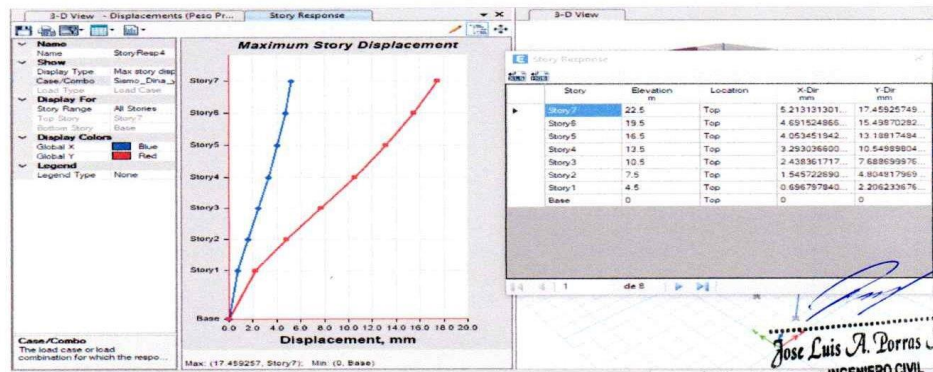 3-D View - Displacements (Peso Pr...
Story Response
3-D View
Name
Name StoryResp4
Show
Display Type Max story disp
Case/Combo Sismo_Dina_
Load Type Load Case
Display For
Story Range All Stories
Top Story Story7
Bottom Story Base
Display Colors
Global X Blue
Global Y Red
Legend
Legend Type None
Case/Combo
The load case or load
combination for which the respo...
Maximum Story Displacement
Story7
Story6
Story5
Story4
Story3
Story2
Story1
Base
0.0 2.0 4.0 6.0 8.0 10.0 12.0 14.0 16.0 18.0 20.0
Displacement, mm
Max: (17.459257, Story7); Min: (0, Base)
E Story Response
Story Elevation Location X-Dir Y-Dir
m mm mm
Story7 22.5 Top 5.213131301... 17.45925749...
Story6 19.5 Top 4.691524866... 15.49870282...
Story5 16.5 Top 4.053451942... 13.18817484...
Story4 13.5 Top 3.293036600... 10.54989804...
Story3 10.5 Top 2.438361717... 7.688699976...
Story2 7.5 Top 1.545722690... 4.804817969...
Story1 4.5 Top 0.696797840... 2.206233676...
Base 0 Top 0 0
1 de 8
Jose Luis A. Porras
INGENIERO CIVIL